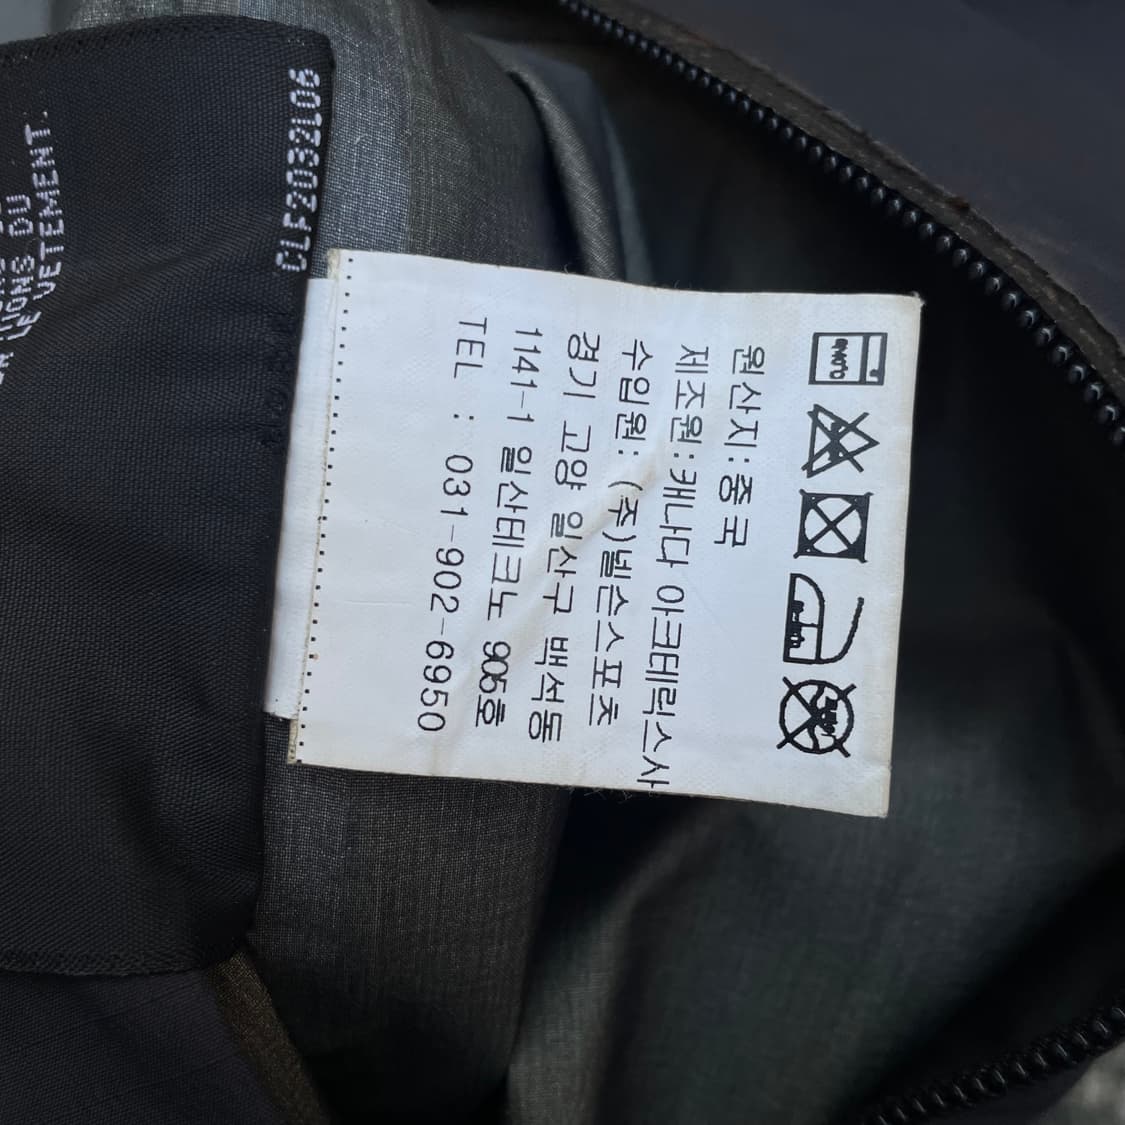 원산지:중국
제조원:캐나다 아크테릭스사
수입원: (주)넬슨스포츠
경기 고양 일산구 백석동
1141-1 일산테크노 905호
TEL : 031-902-6950
CLF2032L06
LE VETEMENT.